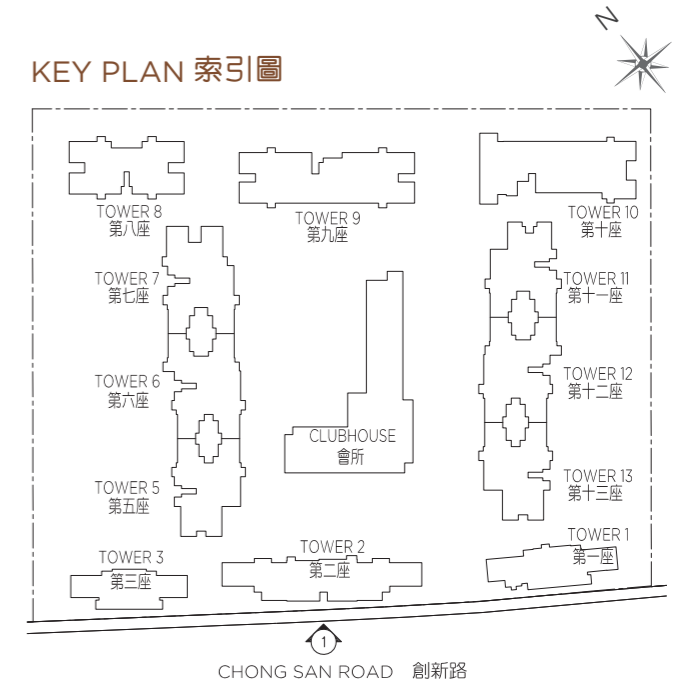 N
KEY PLAN 索引圖
TOWER 8
第八座
TOWER 9
第九座
TOWER 10
第十座
TOWER 7
第七座
TOWER 11
第十一座
TOWER 6
第六座
TOWER 12
第十二座
CLUBHOUSE
會所
TOWER 5
第五座
TOWER 13
第十三座
TOWER 3
第三座
TOWER 2
第二座
TOWER 1
第一座
1
CHONG SAN ROAD 創新路